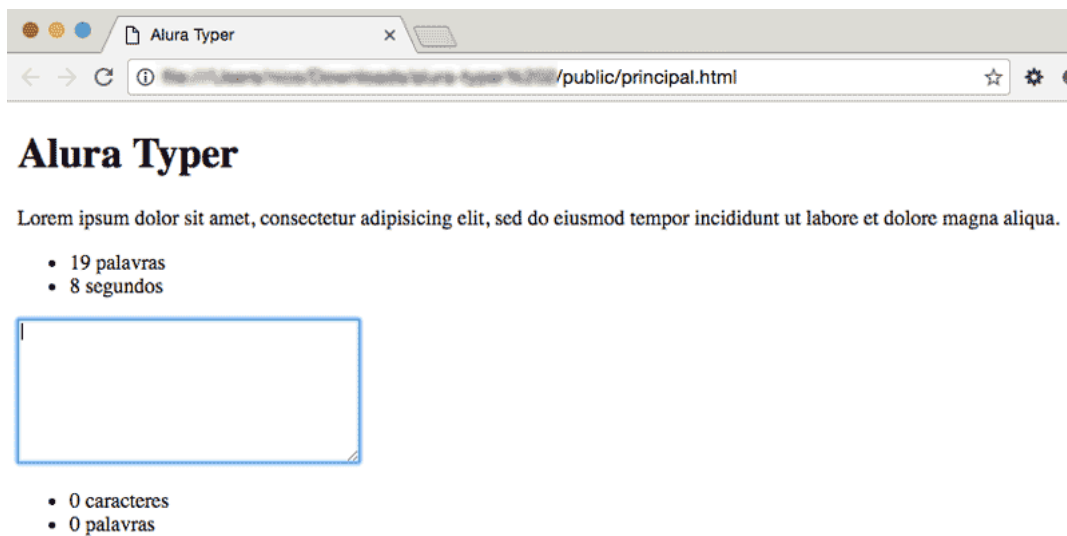 Alura Typer
/public/principal.html
Alura Typer
Lorem ipsum dolor sit amet, consectetur adipisicing elit, sed do eiusmod tempor incididunt ut labore et dolore magna aliqua.
19 palavras
8 segundos
0 caracteres
0 palavras